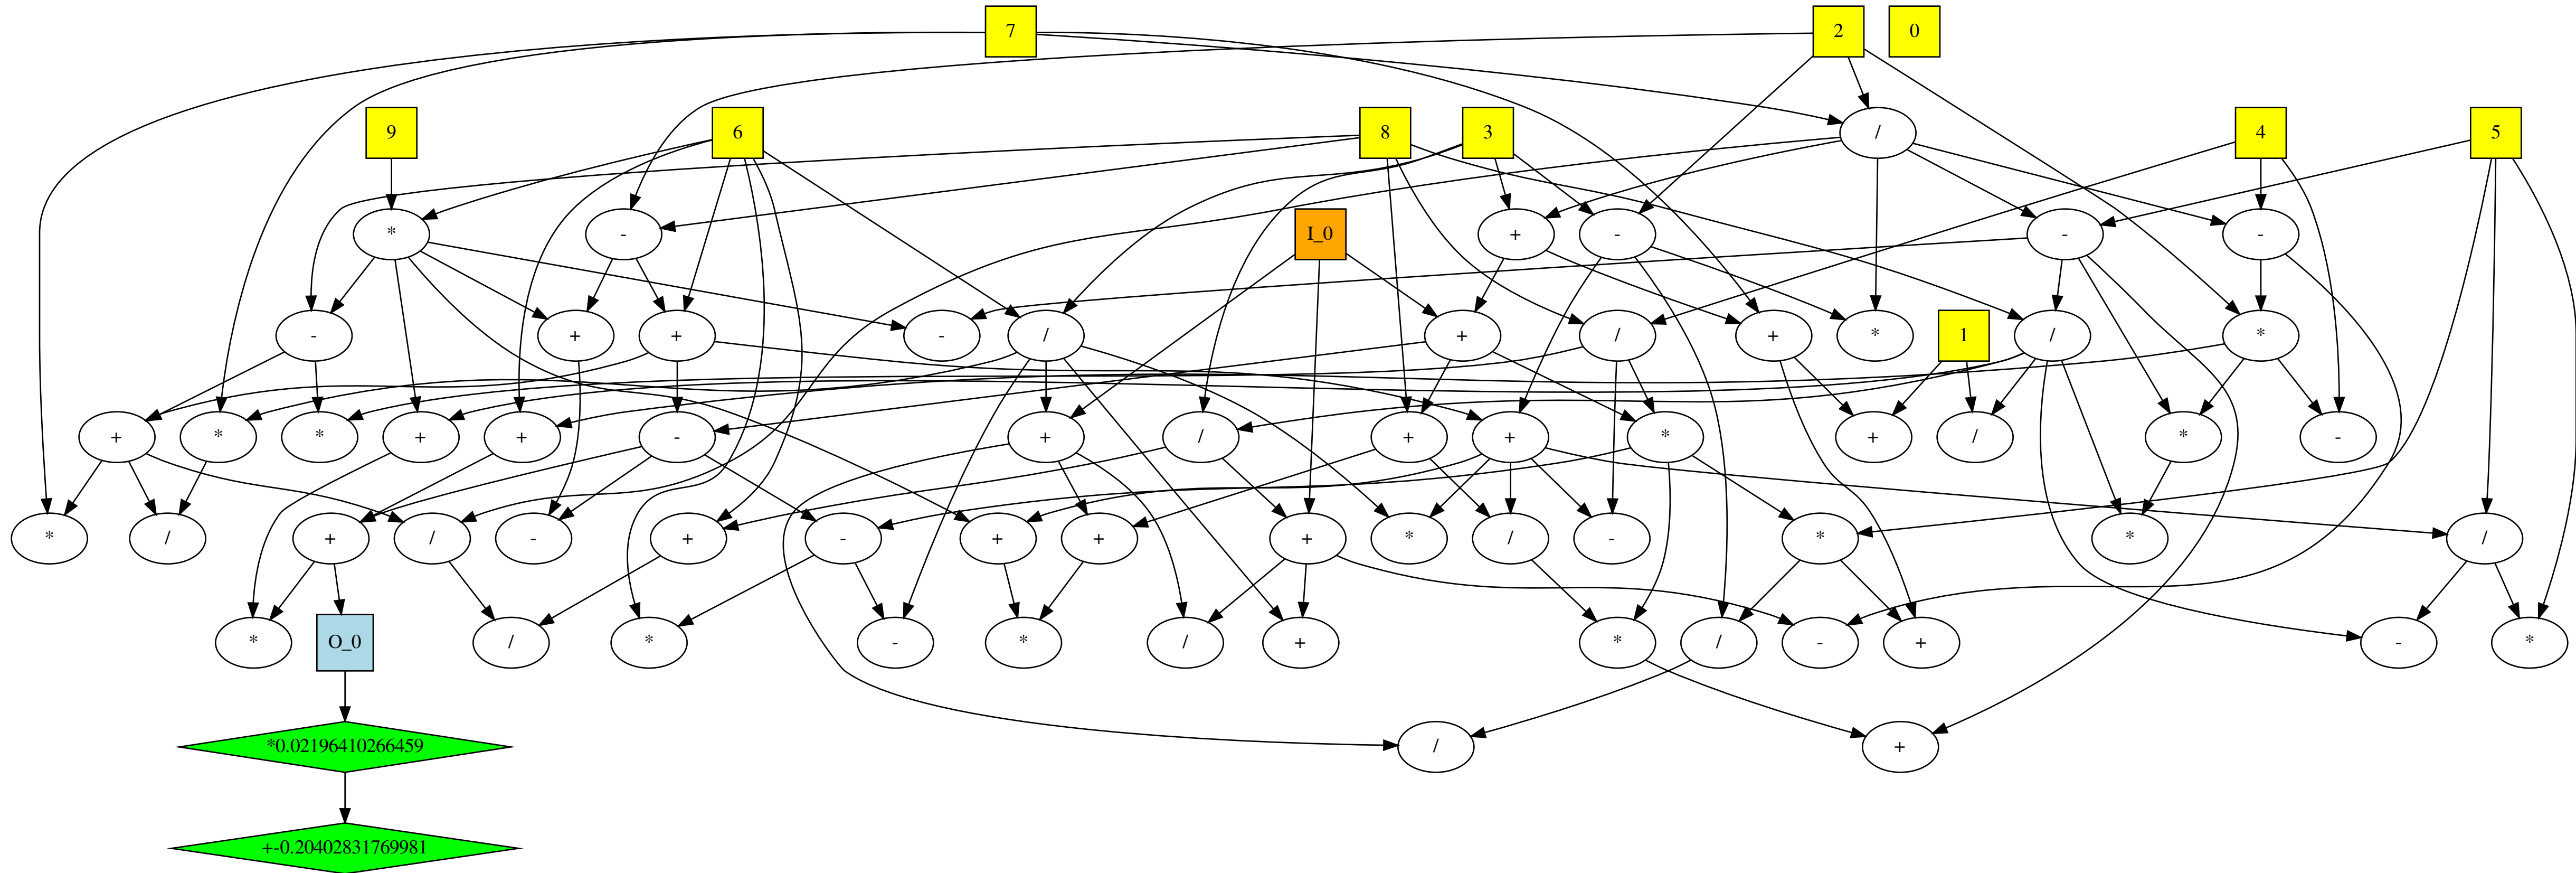 7 2 0
9 6 8 3 / 4 5
* - I_0 + - - -
- + + - / + / + * 1 / *
+ * * + + - + / + + * + / * -
* / + / - + - + + + * / - * * /
* O_0 / * - * / + * / - + - *
*0.02196410266459 / +
+-0.20402831769981